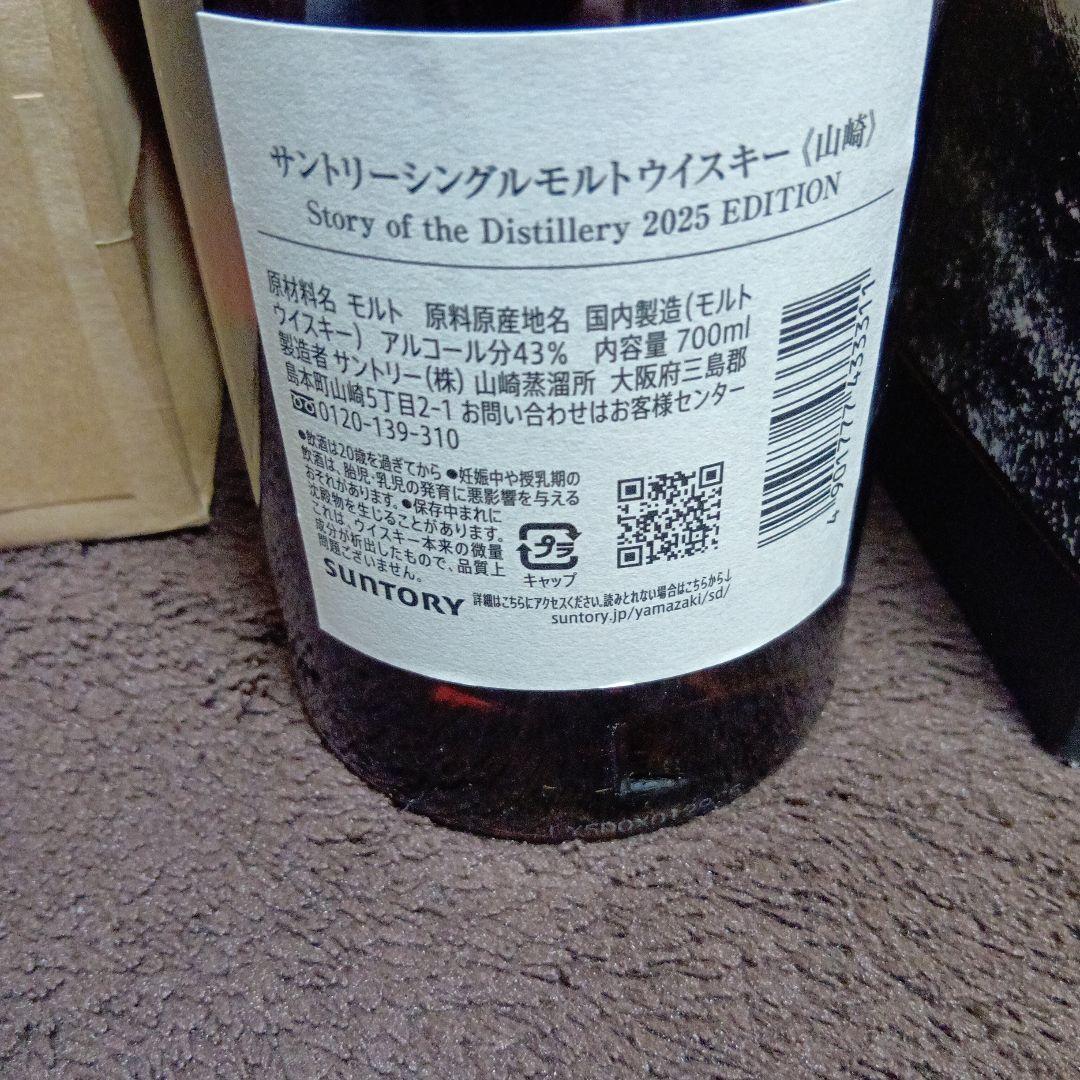 サントリーシングルモルトウイスキー《山崎》
Story of the Distillery 2025 EDITION
原材料名 モルト 原料原産地名 国内製造(モルト
ウイスキー) アルコール分43% 内容量 700ml
製造者 サントリー(株) 山崎蒸溜所 大阪府三島郡
島本町山崎5丁目2-1 お問い合わせはお客様センター
0120-139-310
●飲酒は20歳を過ぎてから ●妊娠中や授乳期の
飲酒は、胎児・乳児の発育に悪影響を与える
おそれがあります。●保存中まれに
沈殿物を生じることがあります。
これは、ウイスキー本来の微量
成分が析出したもので、品質上
問題ございません。
プラ
キャップ
SUNTORY
詳細はこちらにアクセスください。読みとれない場合はこちらから↓
suntory.jp/yamazaki/sd/